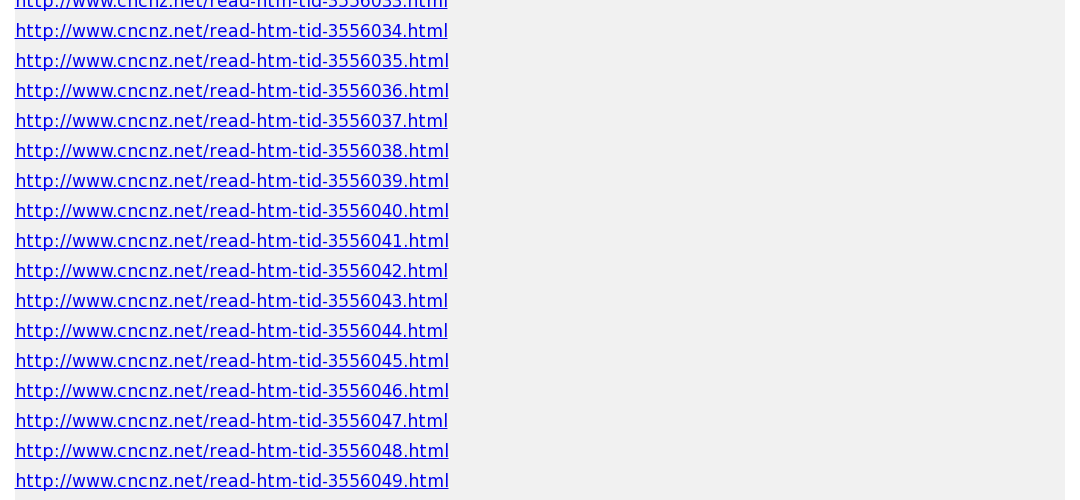 http://www.cncnz.net/read-htm-tid-3556033.html
http://www.cncnz.net/read-htm-tid-3556034.html
http://www.cncnz.net/read-htm-tid-3556035.html
http://www.cncnz.net/read-htm-tid-3556036.html
http://www.cncnz.net/read-htm-tid-3556037.html
http://www.cncnz.net/read-htm-tid-3556038.html
http://www.cncnz.net/read-htm-tid-3556039.html
http://www.cncnz.net/read-htm-tid-3556040.html
http://www.cncnz.net/read-htm-tid-3556041.html
http://www.cncnz.net/read-htm-tid-3556042.html
http://www.cncnz.net/read-htm-tid-3556043.html
http://www.cncnz.net/read-htm-tid-3556044.html
http://www.cncnz.net/read-htm-tid-3556045.html
http://www.cncnz.net/read-htm-tid-3556046.html
http://www.cncnz.net/read-htm-tid-3556047.html
http://www.cncnz.net/read-htm-tid-3556048.html
http://www.cncnz.net/read-htm-tid-3556049.html